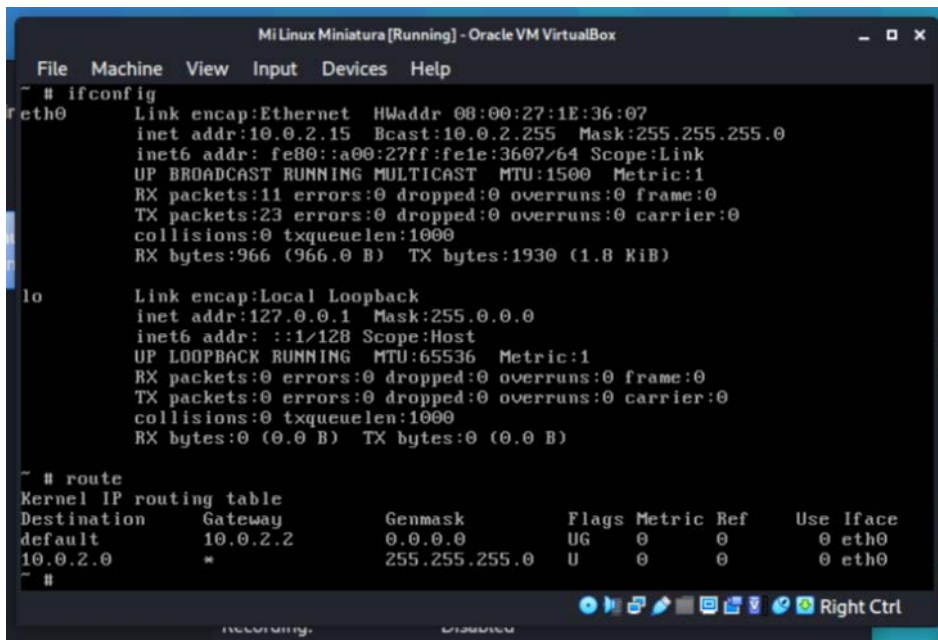 Mi Linux Miniatura [Running] - Oracle VM VirtualBox
File Machine View Input Devices Help
~ # ifconfig
eth0 Link encap:Ethernet HWaddr 08:00:27:1E:36:07
inet addr:10.0.2.15 Bcast:10.0.2.255 Mask:255.255.255.0
inet6 addr: fe80::a00:27ff:fe1e:3607/64 Scope:Link
UP BROADCAST RUNNING MULTICAST MTU:1500 Metric:1
RX packets:11 errors:0 dropped:0 overruns:0 frame:0
TX packets:23 errors:0 dropped:0 overruns:0 carrier:0
collisions:0 txqueuelen:1000
RX bytes:966 (966.0 B) TX bytes:1930 (1.8 KiB)
lo Link encap:Local Loopback
inet addr:127.0.0.1 Mask:255.0.0.0
inet6 addr: ::1/128 Scope:Host
UP LOOPBACK RUNNING MTU:65536 Metric:1
RX packets:0 errors:0 dropped:0 overruns:0 frame:0
TX packets:0 errors:0 dropped:0 overruns:0 carrier:0
collisions:0 txqueuelen:1000
RX bytes:0 (0.0 B) TX bytes:0 (0.0 B)
~ # route
Kernel IP routing table
Destination Gateway Genmask Flags Metric Ref Use Iface
default 10.0.2.2 0.0.0.0 UG 0 0 0 eth0
10.0.2.0 * 255.255.255.0 U 0 0 0 eth0
~ #
Right Ctrl
Recording: Disabled